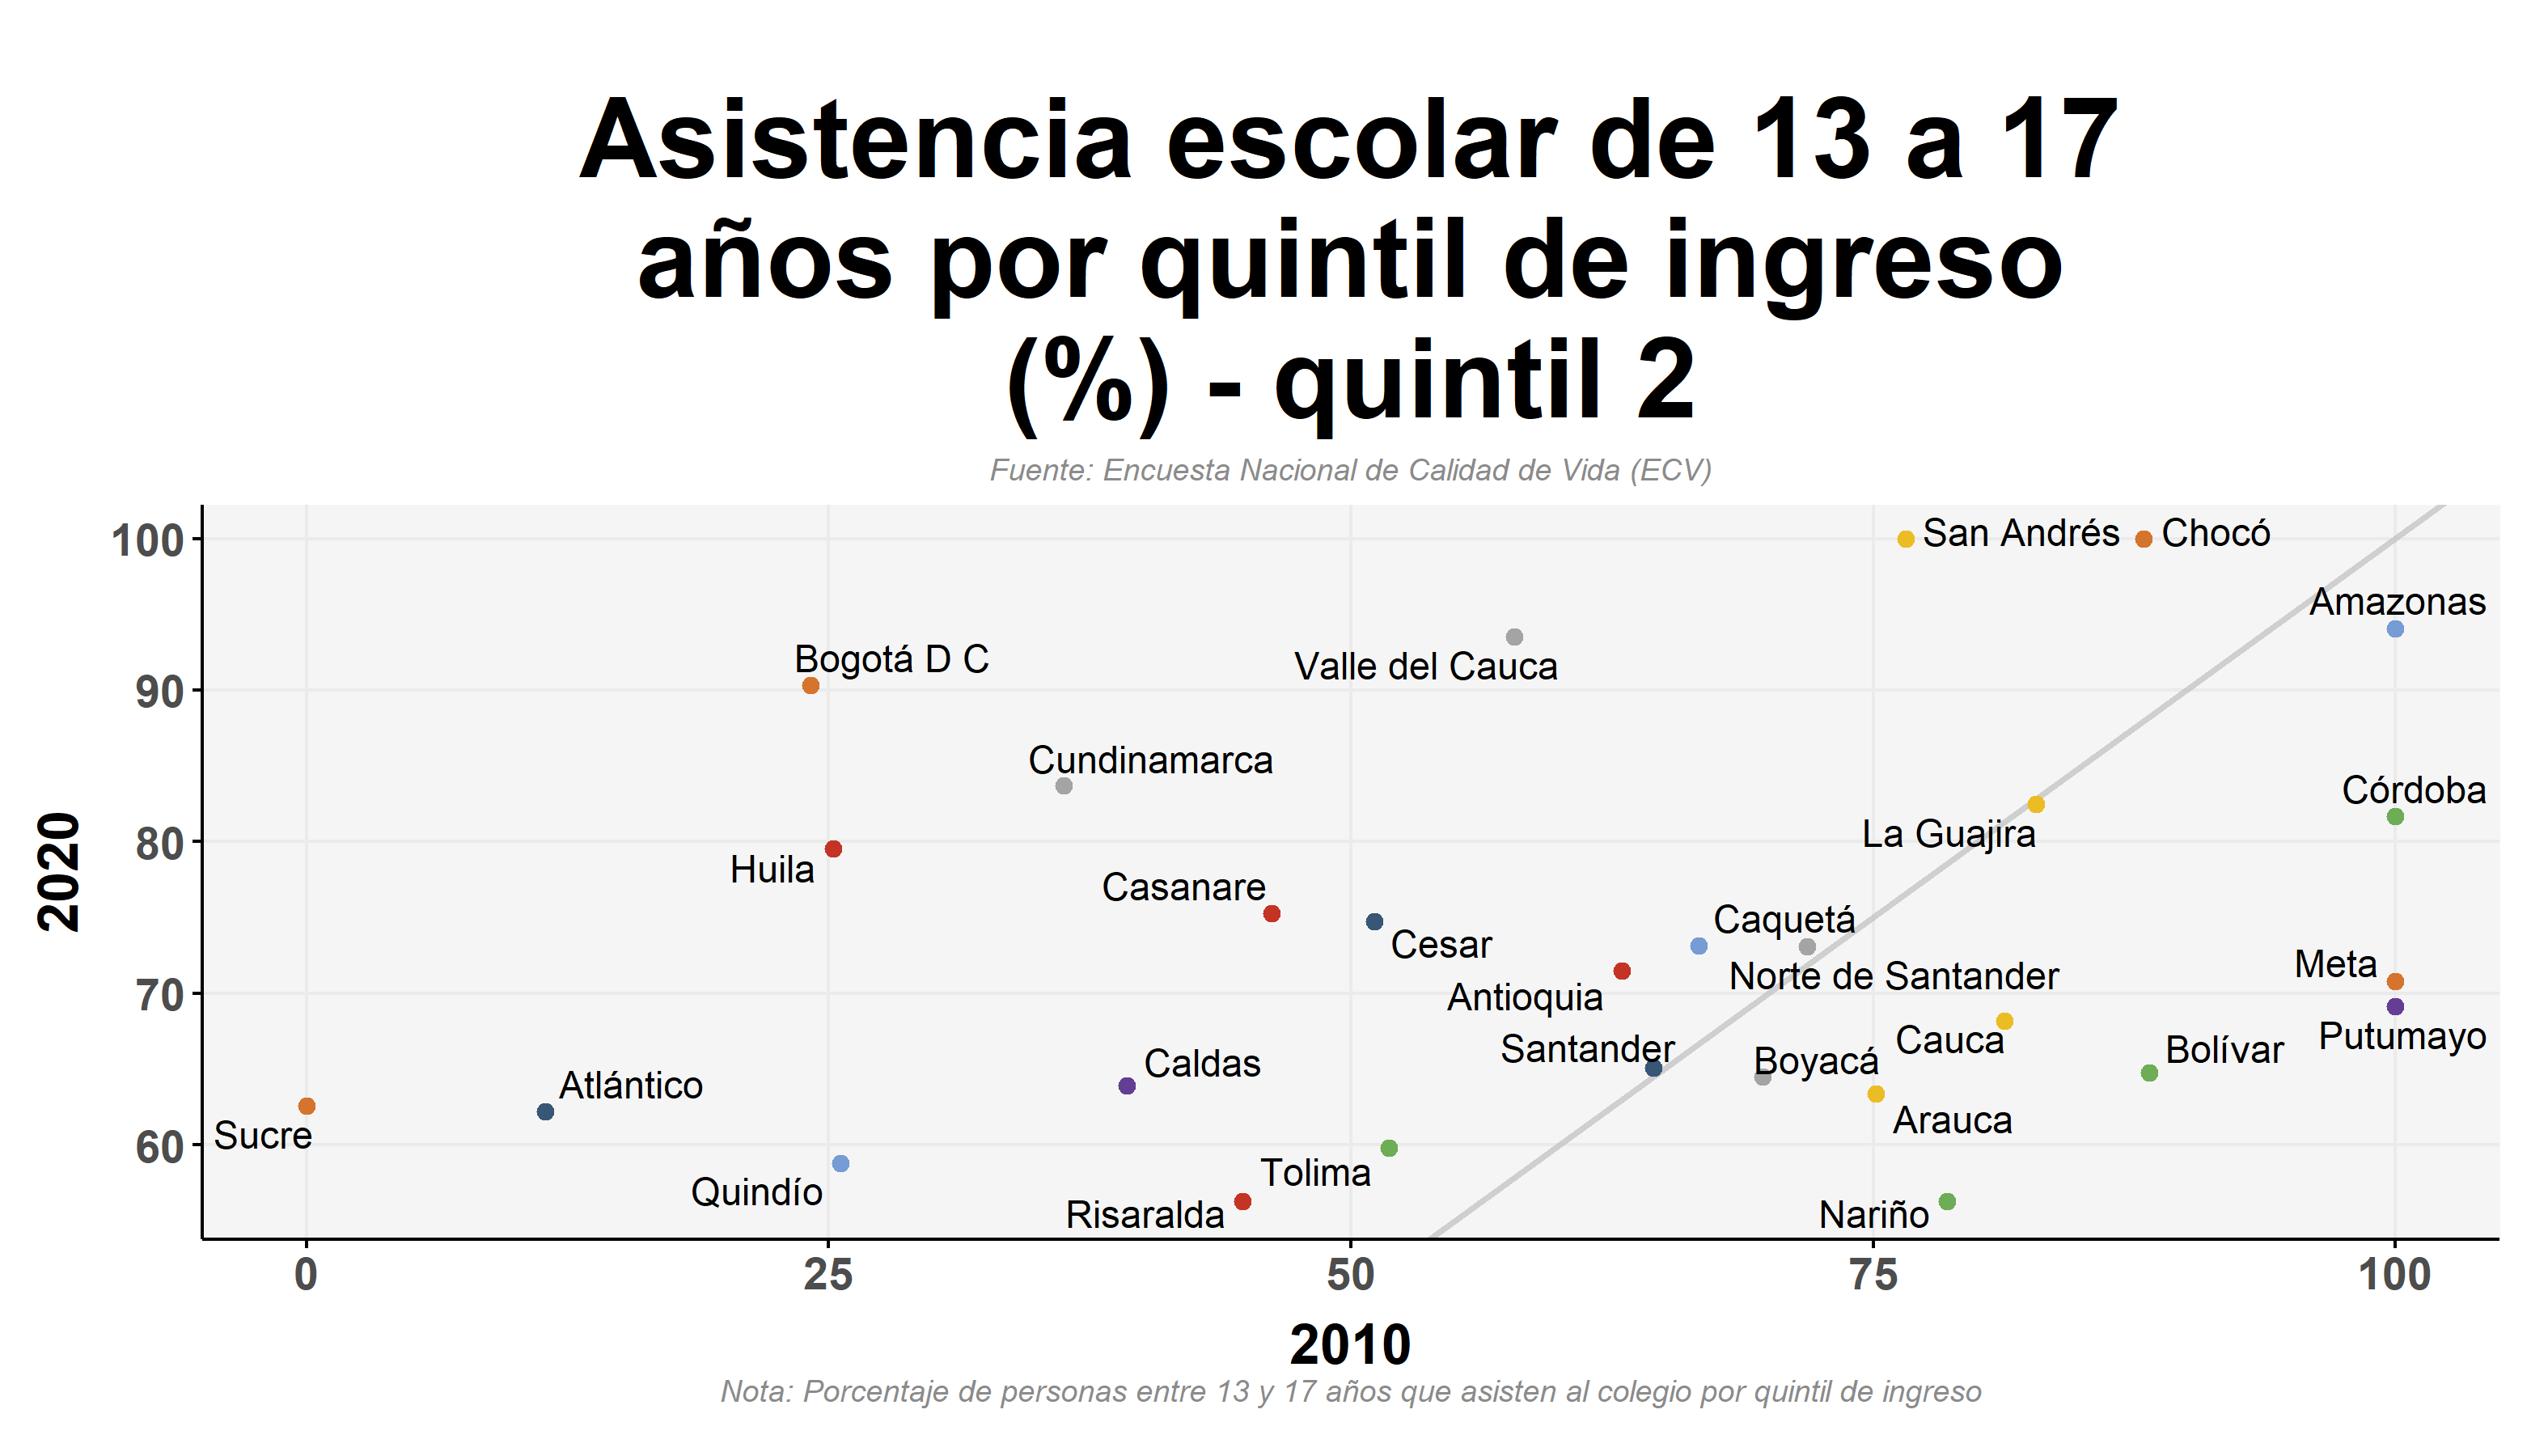 Asistencia escolar de 13 a 17
años por quintil de ingreso
(%) - quintil 2
Fuente: Encuesta Nacional de Calidad de Vida (ECV)
100
90
80
70
60
2020
San Andrés
Chocó
Amazonas
Bogotá D C
Valle del Cauca
Cundinamarca
Córdoba
La Guajira
Huila
Casanare
Caquetá
Cesar
Meta
Norte de Santander
Antioquia
Putumayo
Cauca
Santander
Bolívar
Boyacá
Caldas
Atlántico
Arauca
Sucre
Tolima
Quindío
Risaralda
Nariño
0
25
50
75
100
2010
Nota: Porcentaje de personas entre 13 y 17 años que asisten al colegio por quintil de ingreso